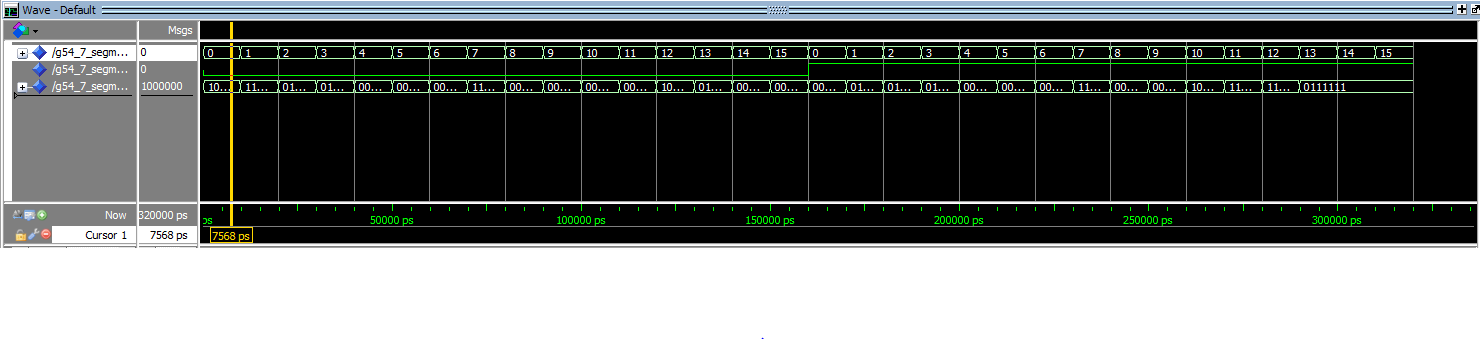 Wave - Default
Msgs
/g54_7_segm... 0 0 1 2 3 4 5 6 7 8 9 10 11 12 13 14 15 0 1 2 3 4 5 6 7 8 9 10 11 12 13 14 15
/g54_7_segm... 0
/g54_7_segm... 1000000 10... 11... 01... 01... 00... 00... 00... 11... 00... 00... 00... 00... 10... 01... 00... 00... 00... 01... 01... 01... 00... 00... 00... 11... 00... 00... 10... 11... 11... 0111111
Now 320000 ps ps 50000 ps 100000 ps 150000 ps 200000 ps 250000 ps 300000 ps
Cursor 1 7568 ps 7568 ps